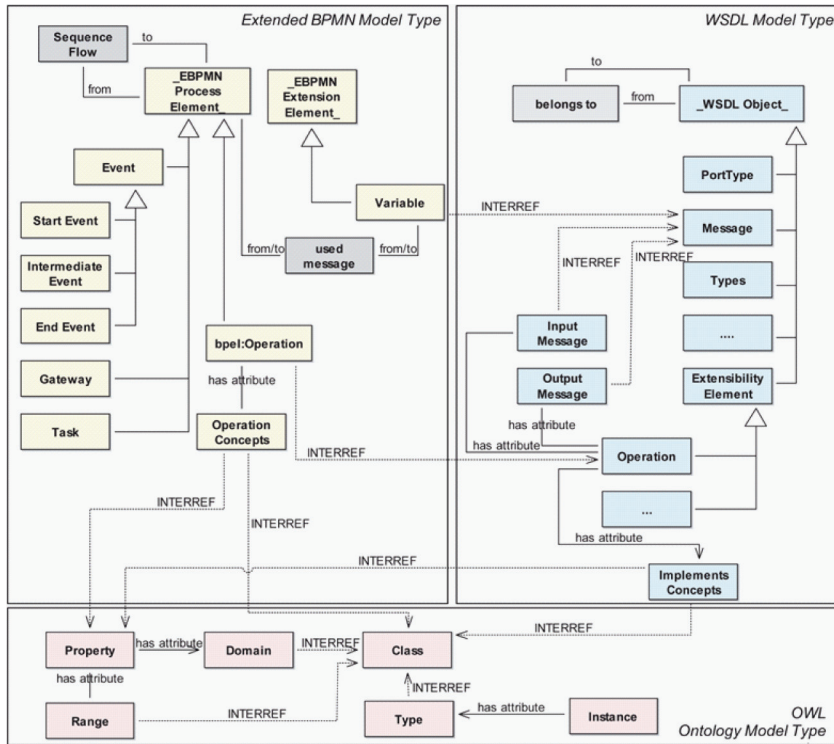 Extended BPMN Model Type
Sequence
Flow
to
from
_EBPMN
Process
Element_
_EBPMN
Extension
Element_
Event
Start Event
Intermediate
Event
End Event
Gateway
Task
Variable
from/to
used
message
from/to
bpel:Operation
has attribute
Operation
Concepts
INTERREF
INTERREF
INTERREF
INTERREF
INTERREF
WSDL Model Type
to
belongs to
from
_WSDL Object_
PortType
Message
INTERREF
INTERREF
Types
Input
Message
....
Output
Message
Extensibility
Element
has attribute
has attribute
Operation
...
has attribute
Implements
Concepts
INTERREF
Property
has attribute
Domain
INTERREF
Class
has attribute
INTERREF
INTERREF
Range
Type
has attribute
Instance
OWL
Ontology Model Type